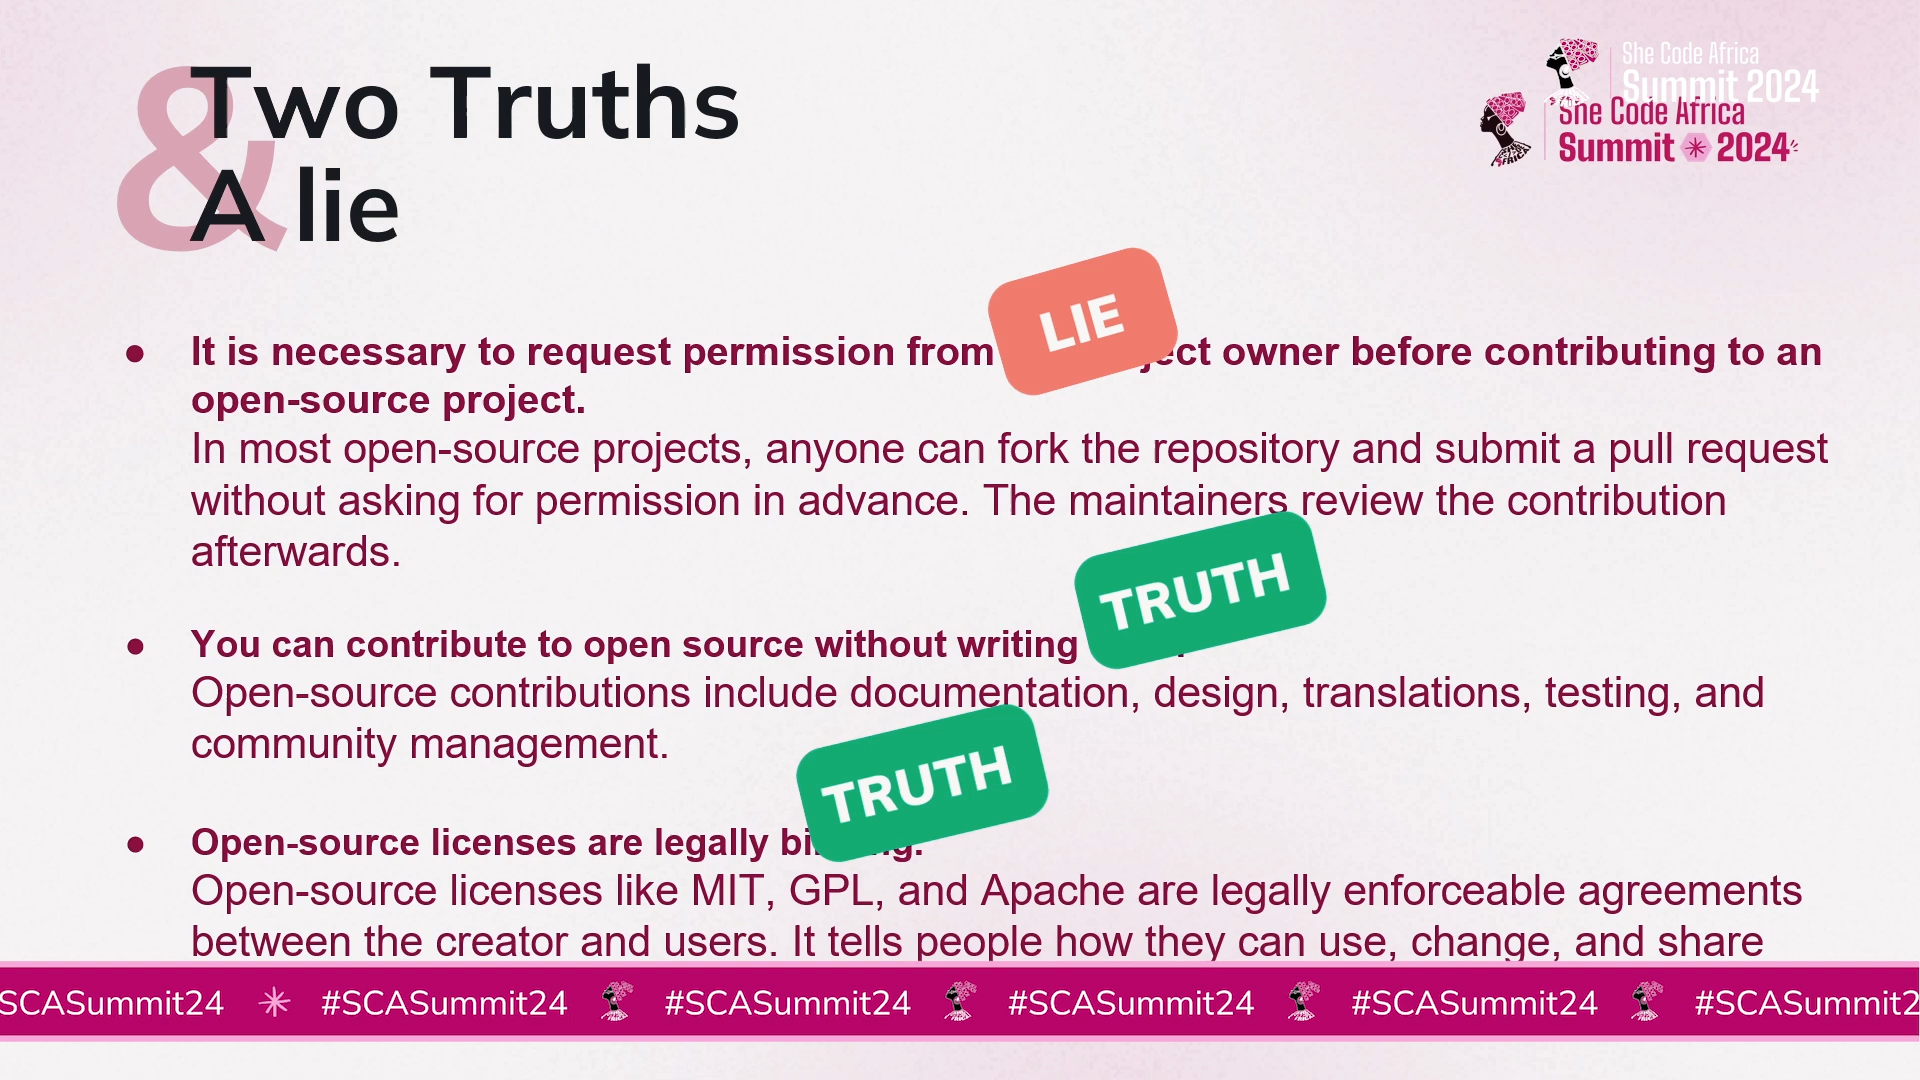 &
Two Truths
A lie
She Code Africa
Summit 2024
She Code Africa
Summit 2024
LIE
It is necessary to request permission from ject owner before contributing to an
open-source project.
In most open-source projects, anyone can fork the repository and submit a pull request
without asking for permission in advance. The maintainers review the contribution
afterwards.
TRUTH
● You can contribute to open source without writing
Open-source contributions include documentation, design, translations, testing, and
community management.
TRUTH
● Open-source licenses are legally bi g.
Open-source licenses like MIT, GPL, and Apache are legally enforceable agreements
between the creator and users. It tells people how they can use, change, and share
SCASummit24 #SCASummit24 #SCASummit24 #SCASummit24 #SCASummit24 #SCASummit2